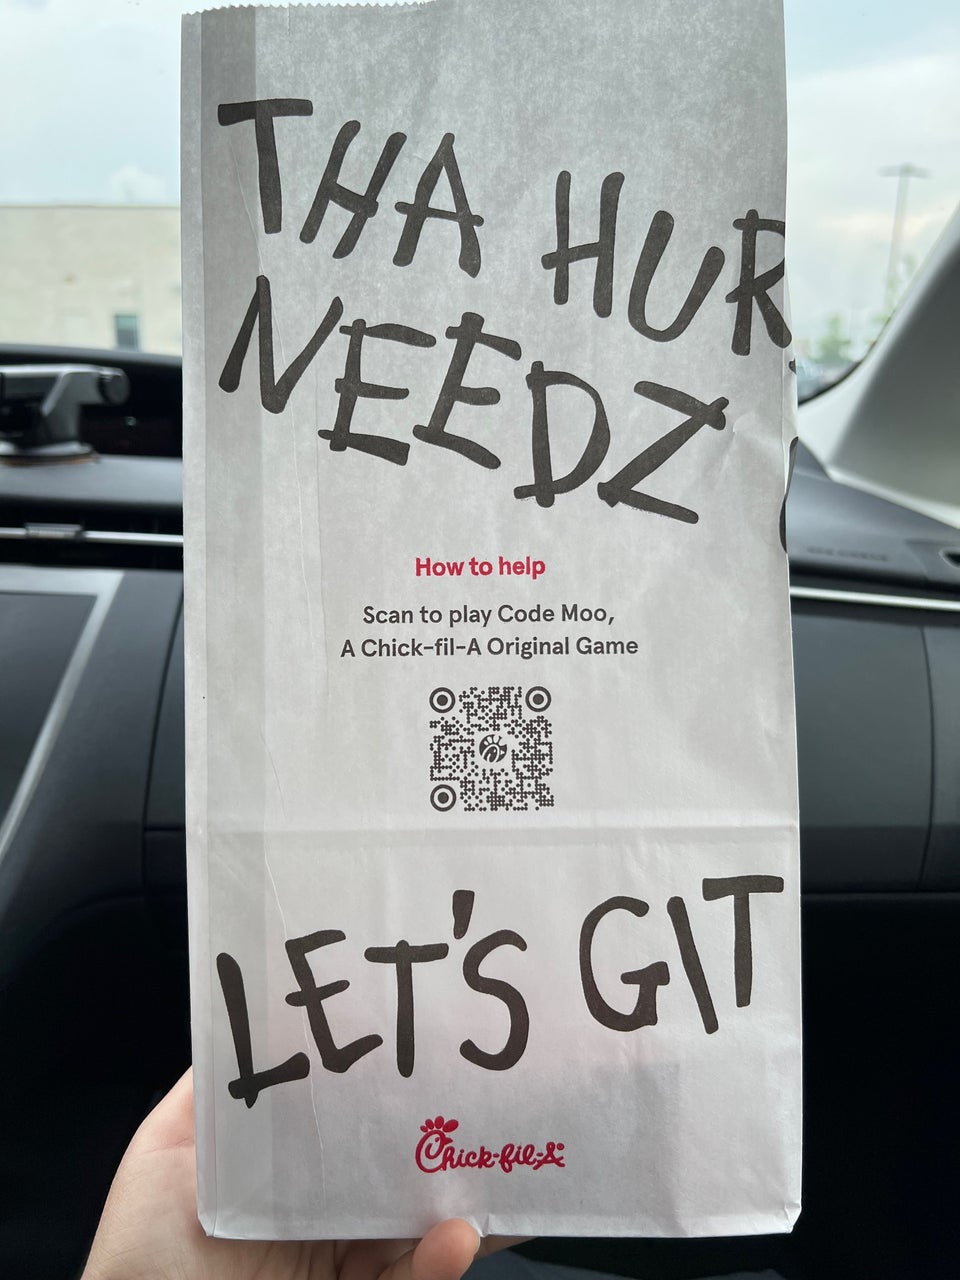 THA HUR
NEEDZ
How to help
Scan to play Code Moo,
A Chick-fil-A Original Game
LET'S GIT
Chick-fil-A